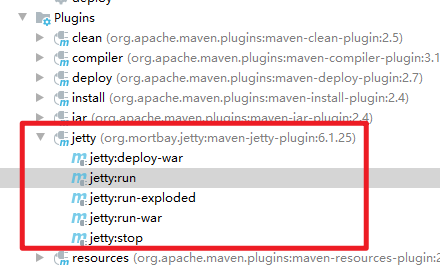 deploy
Plugins
clean (org.apache.maven.plugins:maven-clean-plugin:2.5)
compiler (org.apache.maven.plugins:maven-compiler-plugin:3.1
deploy (org.apache.maven.plugins:maven-deploy-plugin:2.7)
install (org.apache.maven.plugins:maven-install-plugin:2.4)
jar (org.apache.maven.plugins:maven-jar-plugin:2.4)
jetty (org.mortbay.jetty:maven-jetty-plugin:6.1.25)
jetty:deploy-war
jetty:run
jetty:run-exploded
jetty:run-war
jetty:stop
resources (org.apache.maven.plugins:maven-resources-plugin:2